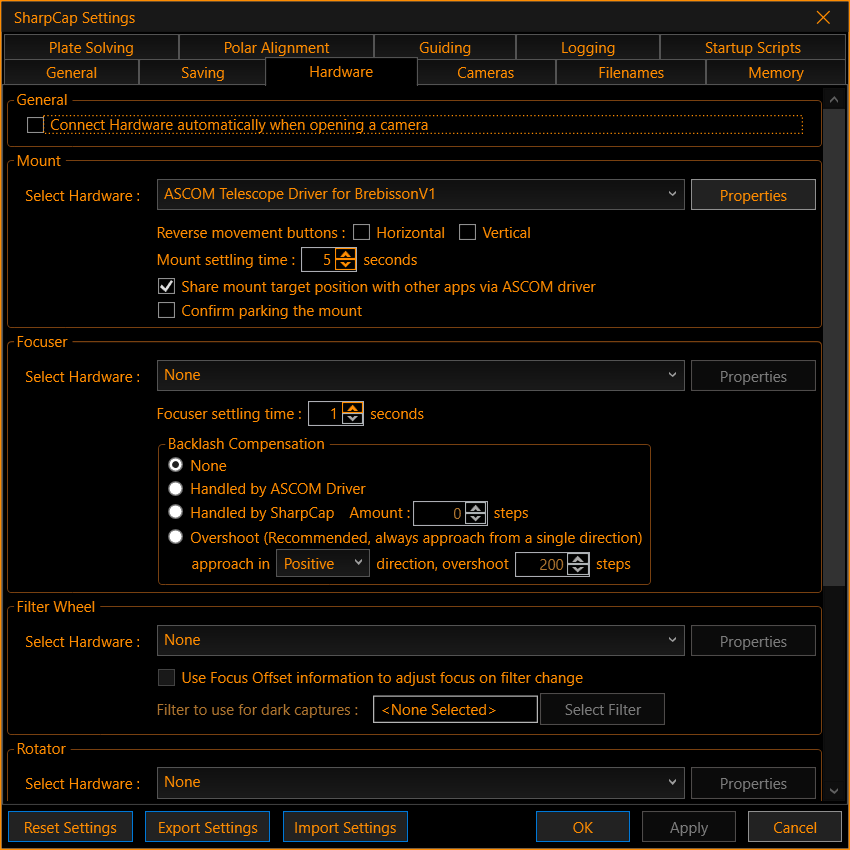 SharpCap Settings
Plate Solving Polar Alignment Guiding Logging Startup Scripts
General Saving Hardware Cameras Filenames Memory
General
Connect Hardware automatically when opening a camera
Mount
Select Hardware : ASCOM Telescope Driver for BrebissonV1 Properties
Reverse movement buttons : Horizontal Vertical
Mount settling time : 5 seconds
Share mount target position with other apps via ASCOM driver
Confirm parking the mount
Focuser
Select Hardware : None Properties
Focuser settling time : 1 seconds
Backlash Compensation
None
Handled by ASCOM Driver
Handled by SharpCap Amount : 0 steps
Overshoot (Recommended, always approach from a single direction)
approach in Positive direction, overshoot 200 steps
Filter Wheel
Select Hardware : None Properties
Use Focus Offset information to adjust focus on filter change
Filter to use for dark captures : <None Selected> Select Filter
Rotator
Select Hardware : None Properties
Reset Settings Export Settings Import Settings OK Apply Cancel